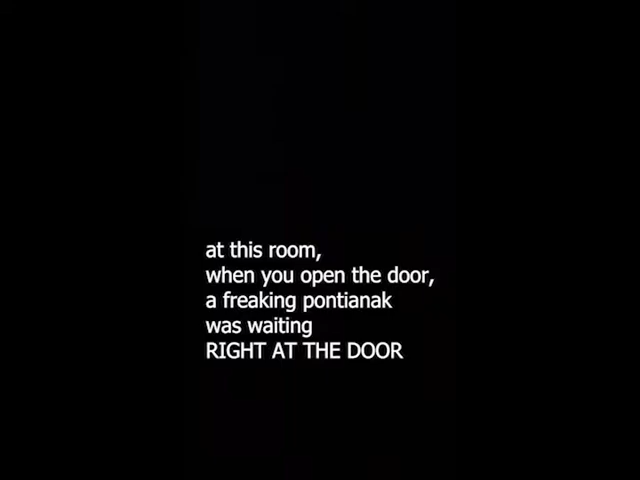 at this room,
when you open the door,
a freaking pontianak
was waiting
RIGHT AT THE DOOR